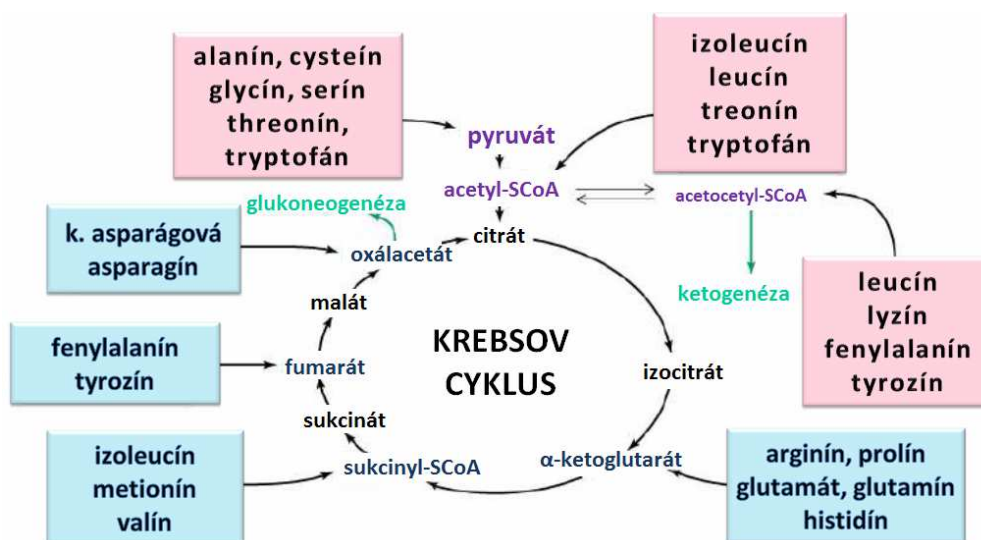 alanín, cysteín
glycín, serín
threonín,
tryptofán
izoleucín
leucín
treonín
tryptofán
pyruvát
acetyl-SCoA
acetocetyl-SCoA
glukoneogenéza
k. asparágová
asparagín
oxálacetát
citrát
ketogenéza
malát
leucín
lyzín
fenylalanín
tyrozín
fenylalanín
tyrozín
fumarát
KREBSOV
CYKLUS
izocitrát
sukcinát
izoleucín
metionín
valín
sukcinyl-SCoA
α-ketoglutarát
arginín, prolín
glutamát, glutamín
histidín